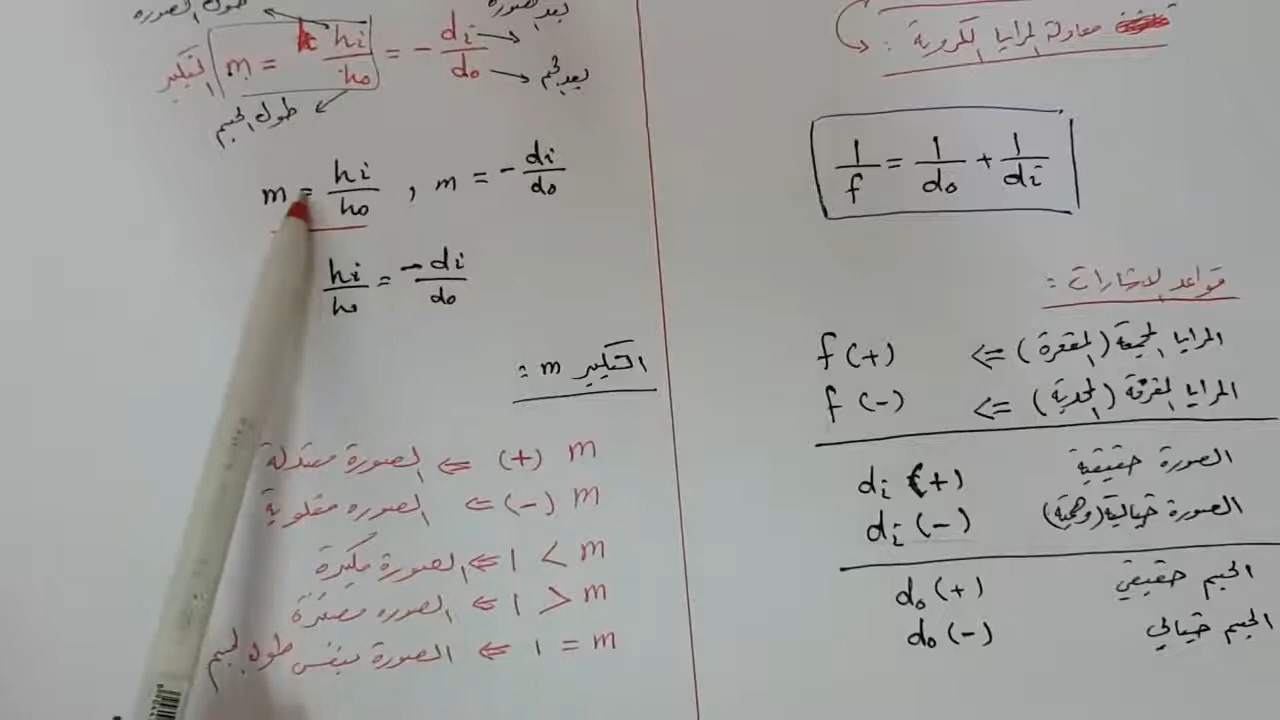 معادلة المرايا الكروية :
1/f = 1/do + 1/di
قواعد الاشارات :
المرايا المجمعة (المقعرة) ⇐ f (+)
المرايا المفرقة (المحدبة) ⇐ f (-)
الصورة حقيقية di (+)
الصورة خيالية (وهمية) di (-)
الجسم حقيقي do (+)
الجسم خيالي do (-)
طول الصورة
بعد الصورة
التكبير m = hi/ho = - di/do
بعد الجسم
طول الجسم
m = hi/ho , m = - di/do
hi/ho = - di/do
التكبير m :
m (+) ⇐ الصورة معتدلة
m (-) ⇐ الصورة مقلوبة
m > 1 ⇐ الصورة مكبرة
m < 1 ⇐ الصورة مصغرة
m = 1 ⇐ الصورة بنفس طول الجسم